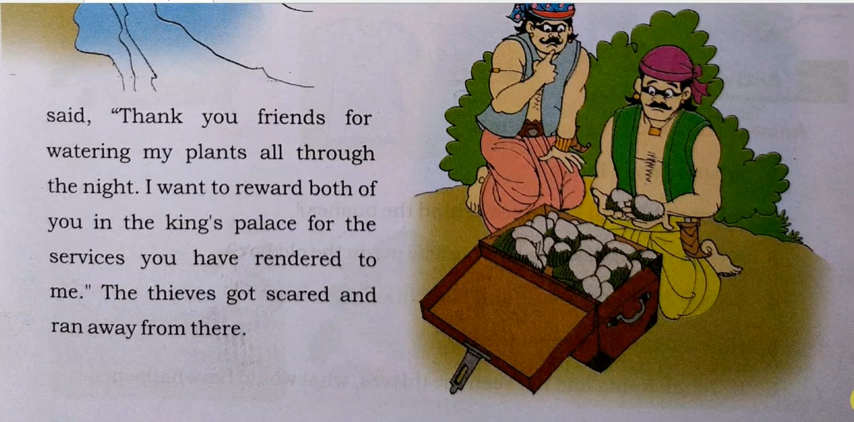 said, “Thank you friends for
watering my plants all through
the night. I want to reward both of
you in the king's palace for the
services you have rendered to
me." The thieves got scared and
ran away from there.